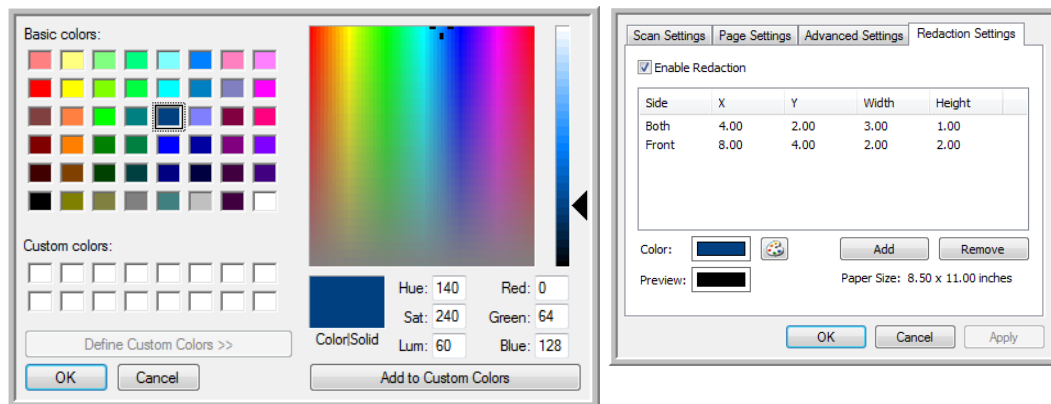 Basic colors:
Custom colors:
Define Custom Colors >>
OK Cancel
Color|Solid
Hue: 140 Red: 0
Sat: 240 Green: 64
Lum: 60 Blue: 128
Add to Custom Colors
Scan Settings Page Settings Advanced Settings Redaction Settings
Enable Redaction
Side X Y Width Height
Both 4.00 2.00 3.00 1.00
Front 8.00 4.00 2.00 2.00
Color: Add Remove
Preview: Paper Size: 8.50 x 11.00 inches
OK Cancel Apply